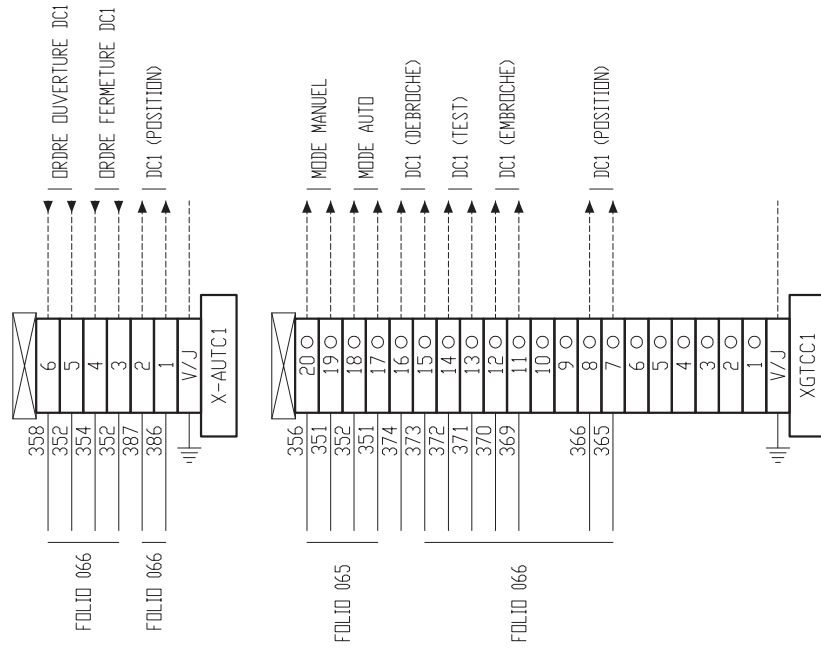 ORDRE OUVERTURE DC1
ORDRE FERMETURE DC1
DC1 (POSITION)
6
5
4
3
2
1
V/J
X-AUTC1
358
352
354
352
387
386
FOLIO 066
FOLIO 066
MODE MANUEL
MODE AUTO
DC1 (DEBROCHE)
DC1 (TEST)
DC1 (EMBROCHE)
DC1 (POSITION)
20
19
18
17
16
15
14
13
12
11
10
9
8
7
6
5
4
3
2
1
V/J
XGTCC1
356
351
352
351
374
373
372
371
370
369
366
365
FOLIO 065
FOLIO 066